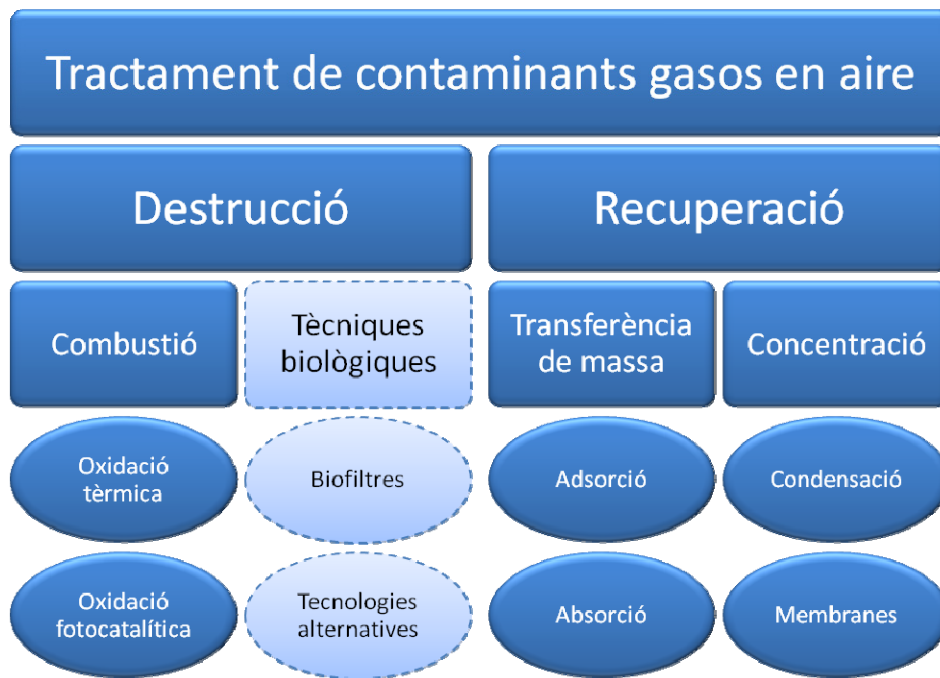 Tractament de contaminants gasos en aire
Destrucció
Recuperació
Combustió
Tècniques
biològiques
Transferència
de massa
Concentració
Oxidació
tèrmica
Biofiltres
Adsorció
Condensació
Oxidació
fotocatalítica
Tecnologies
alternatives
Absorció
Membranes